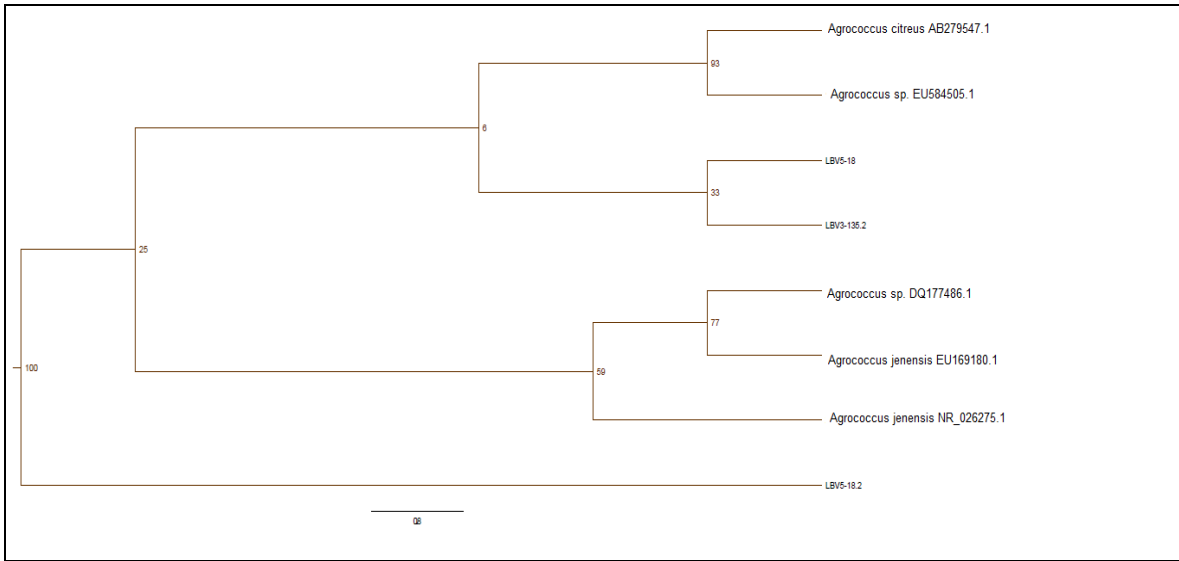 Agrococcus citreus AB279547.1
93
Agrococcus sp. EU584505.1
6
LBV5-18
33
LBV3-135.2
25
Agrococcus sp. DQ177486.1
77
Agrococcus jenensis EU169180.1
100
59
Agrococcus jenensis NR_026275.1
LBV5-18.2